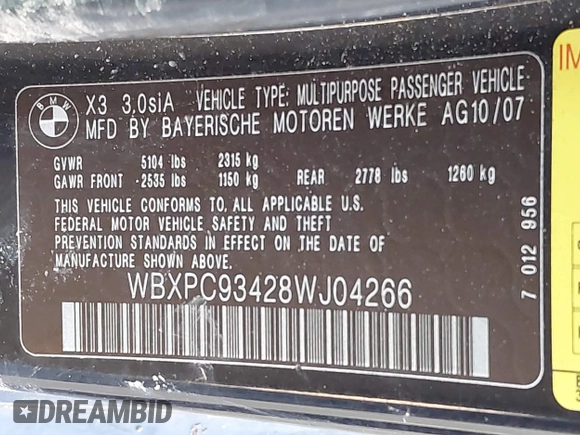 BMW
X3 3.0siA VEHICLE TYPE: MULTIPURPOSE PASSENGER VEHICLE
MFD BY BAYERISCHE MOTOREN WERKE AG10/07
GVWR 5104 lbs 2315 kg
GAWR FRONT -2535 lbs 1150 kg REAR 2778 lbs 1260 kg
THIS VEHICLE CONFORMS TO ALL APPLICABLE U.S.
FEDERAL MOTOR VEHICLE SAFETY AND THEFT
PREVENTION STANDARDS IN EFFECT ON THE DATE OF
MANUFACTURE SHOWN ABOVE.
WBXPC93428WJ04266
7 012 956
DREAMBID